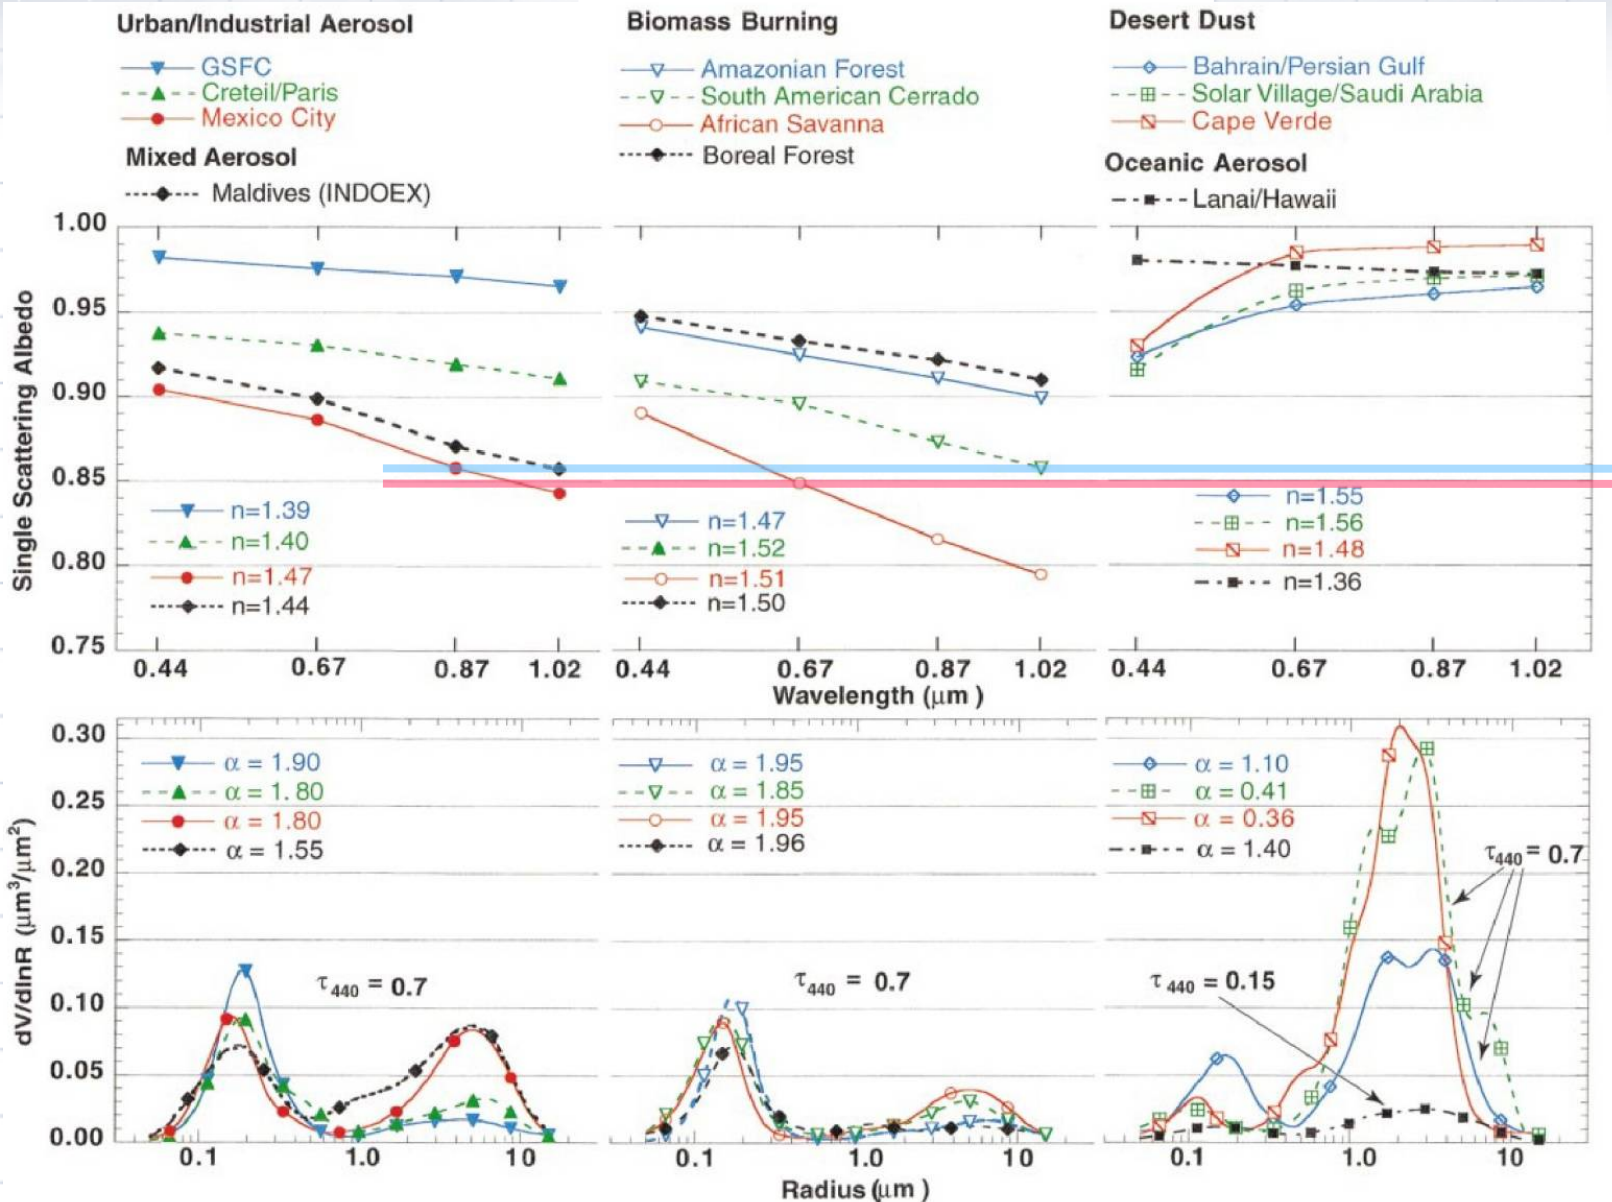 Urban/Industrial Aerosol
GSFC
Creteil/Paris
Mexico City
Mixed Aerosol
Maldives (INDOEX)
Biomass Burning
Amazonian Forest
South American Cerrado
African Savanna
Boreal Forest
Desert Dust
Bahrain/Persian Gulf
Solar Village/Saudi Arabia
Cape Verde
Oceanic Aerosol
Lanai/Hawaii
Single Scattering Albedo
1.00
0.95
0.90
0.85
0.80
0.75
n=1.39
n=1.40
n=1.47
n=1.44
n=1.47
n=1.52
n=1.51
n=1.50
n=1.55
n=1.56
n=1.48
n=1.36
0.44 0.67 0.87 1.02
0.44 0.67 0.87 1.02
0.44 0.67 0.87 1.02
Wavelength (μm )
dV/dlnR (μm³/μm²)
0.30
0.25
0.20
0.15
0.10
0.05
0.00
α = 1.90
α = 1.80
α = 1.80
α = 1.55
τ440 = 0.7
α = 1.95
α = 1.85
α = 1.95
α = 1.96
τ440 = 0.7
α = 1.10
α = 0.41
α = 0.36
α = 1.40
τ440 = 0.7
τ440 = 0.15
0.1 1.0 10
0.1 1.0 10
0.1 1.0 10
Radius (μm )